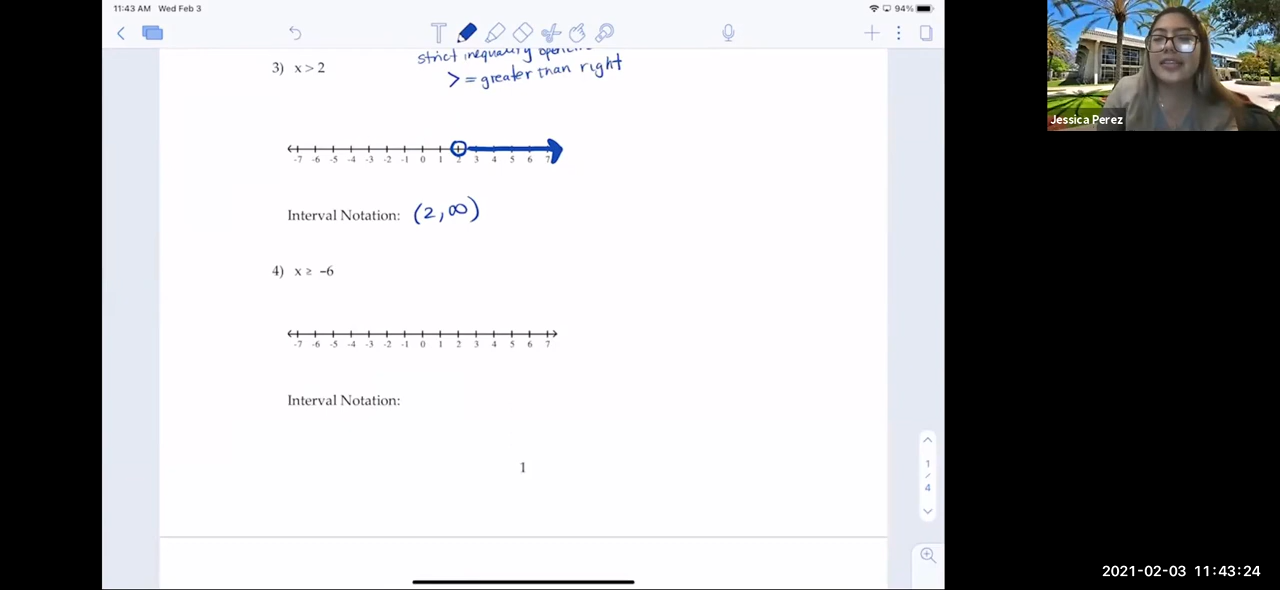 11:43 AM Wed Feb 3
94%
strict inequality
3) x > 2
> = greater than right
-7 -6 -5 -4 -3 -2 -1 0 1 2 3 4 5 6 7
Interval Notation: (2, ∞)
4) x ≥ -6
-7 -6 -5 -4 -3 -2 -1 0 1 2 3 4 5 6 7
Interval Notation:
1
1
/
4
Jessica Perez
2021-02-03 11:43:24